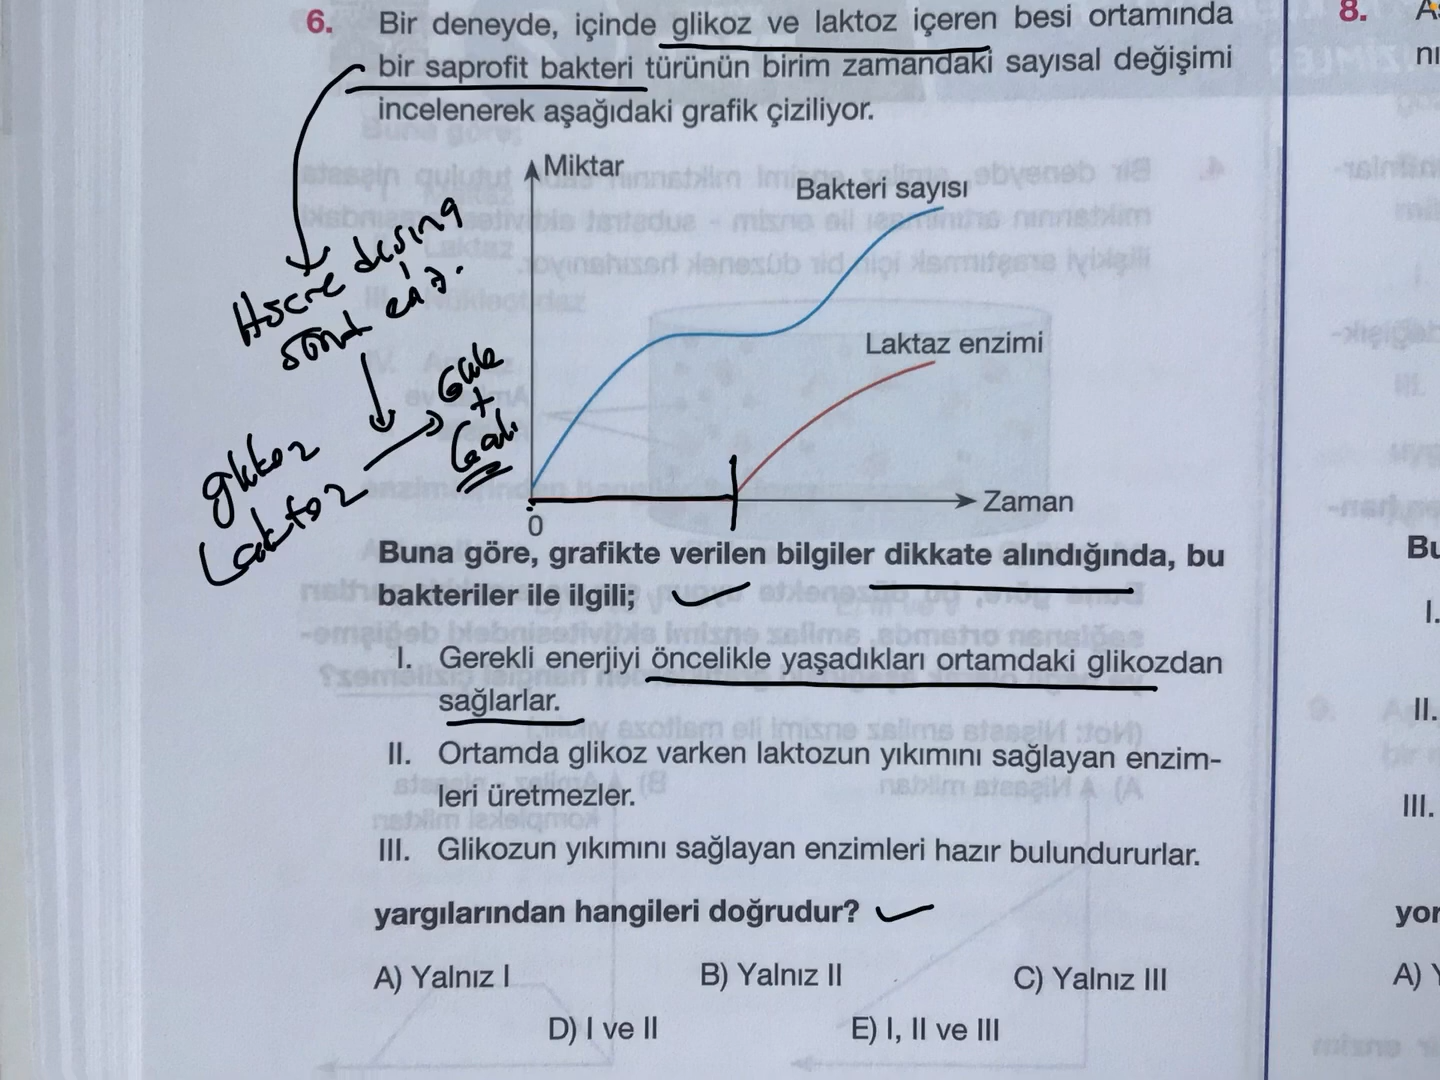 6. Bir deneyde, içinde glikoz ve laktoz içeren besi ortamında
bir saprofit bakteri türünün birim zamandaki sayısal değişimi
incelenerek aşağıdaki grafik çiziliyor.
Miktar
Bakteri sayısı
Laktaz enzimi
Zaman
0
Hücre dışına
glikoz
Laktoz
Buna göre, grafikte verilen bilgiler dikkate alındığında, bu
bakteriler ile ilgili;
I. Gerekli enerjiyi öncelikle yaşadıkları ortamdaki glikozdan
sağlarlar.
II. Ortamda glikoz varken laktozun yıkımını sağlayan enzim-
leri üretmezler.
III. Glikozun yıkımını sağlayan enzimleri hazır bulundururlar.
yargılarından hangileri doğrudur?
A) Yalnız I B) Yalnız II C) Yalnız III
D) I ve II E) I, II ve III
8.
Bu
I.
II.
III.
yor
A)